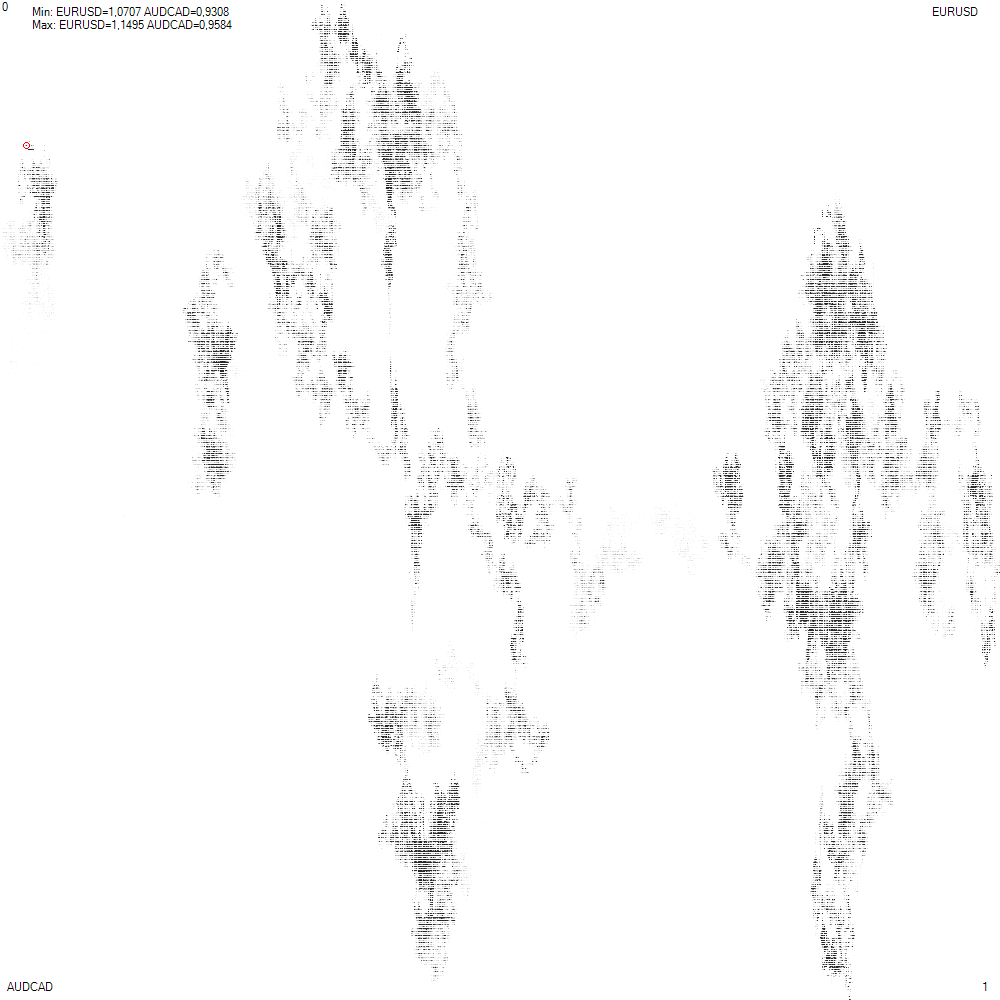 0
Min: EURUSD=1,0707 AUDCAD=0,9308
Max: EURUSD=1,1495 AUDCAD=0,9584
EURUSD
AUDCAD
1